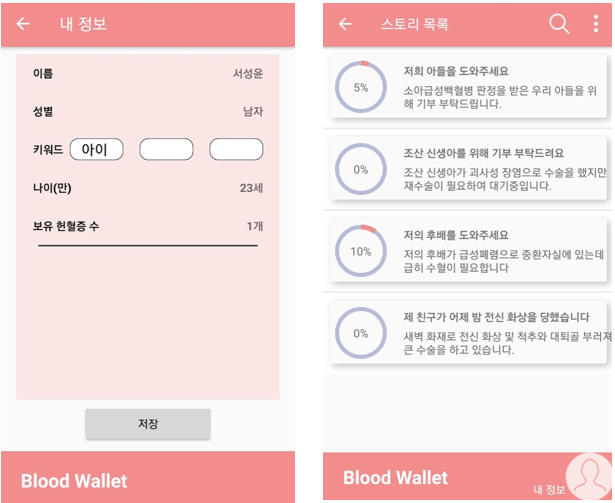 내 정보
이름 서성윤
성별 남자
키워드 아이
나이(만) 23세
보유 헌혈증 수 1개
저장
Blood Wallet
스토리 목록
5%
저희 아들을 도와주세요
소아급성백혈병 판정을 받은 우리 아들을 위
해 기부 부탁드립니다.
0%
조산 신생아를 위해 기부 부탁드려요
조산 신생아가 괴사성 장염으로 수술을 했지만
재수술이 필요하여 대기중입니다.
10%
저의 후배를 도와주세요
저의 후배가 급성폐렴으로 중환자실에 있는데
급히 수혈이 필요합니다
0%
제 친구가 어제 밤 전신 화상을 당했습니다
새벽 화재로 전신 화상 및 척추와 대퇴골 부러져
큰 수술을 하고 있습니다.
Blood Wallet
내 정보